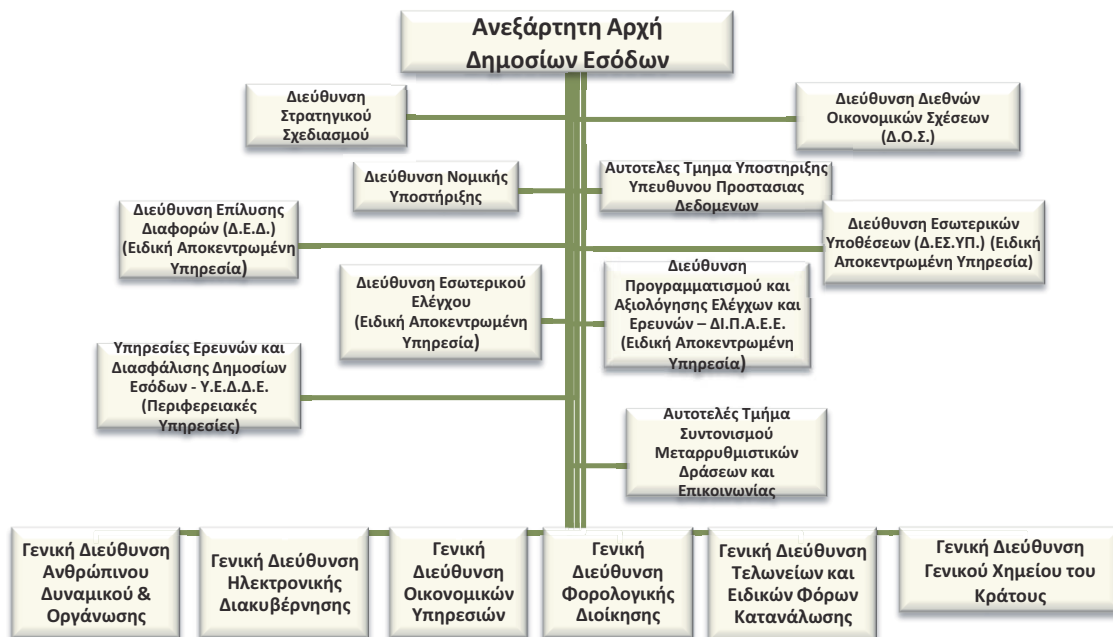 Ανεξάρτητη Αρχή
Δημοσίων Εσόδων
Διεύθυνση
Στρατηγικού
Σχεδιασμού
Διεύθυνση Διεθνών
Οικονομικών Σχέσεων
(Δ.Ο.Σ.)
Διεύθυνση Νομικής
Υποστήριξης
Αυτοτελες Τμημα Υποστηριξης
Υπευθυνου Προστασιας
Δεδομενων
Διεύθυνση Επίλυσης
Διαφορών (Δ.Ε.Δ.)
(Ειδική Αποκεντρωμένη
Υπηρεσία)
Διεύθυνση Εσωτερικών
Υποθέσεων (Δ.ΕΣ.ΥΠ.) (Ειδική
Αποκεντρωμένη Υπηρεσία)
Διεύθυνση Εσωτερικού
Ελέγχου
(Ειδική Αποκεντρωμένη
Υπηρεσία)
Διεύθυνση
Προγραμματισμού και
Αξιολόγησης Ελέγχων και
Ερευνών – ΔΙ.Π.Α.Ε.Ε.
(Ειδική Αποκεντρωμένη
Υπηρεσία)
Υπηρεσίες Ερευνών και
Διασφάλισης Δημοσίων
Εσόδων - Υ.Ε.Δ.Δ.Ε.
(Περιφερειακές
Υπηρεσίες)
Αυτοτελές Τμήμα
Συντονισμού
Μεταρρυθμιστικών
Δράσεων και
Επικοινωνίας
Γενική Διεύθυνση
Ανθρώπινου
Δυναμικού &
Οργάνωσης
Γενική Διεύθυνση
Ηλεκτρονικής
Διακυβέρνησης
Γενική
Διεύθυνση
Οικονομικών
Υπηρεσιών
Γενική
Διεύθυνση
Φορολογικής
Διοίκησης
Γενική Διεύθυνση
Τελωνείων και
Ειδικών Φόρων
Κατανάλωσης
Γενική Διεύθυνση
Γενικού Χημείου του
Κράτους